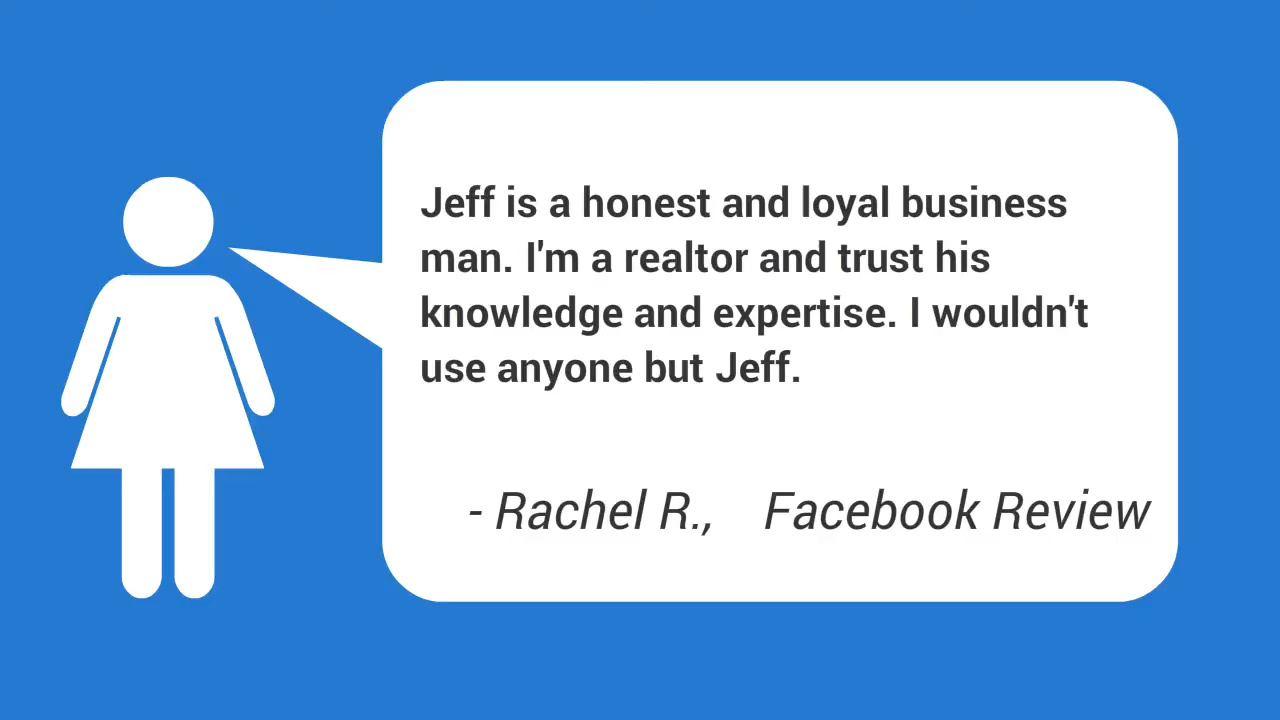 Jeff is a honest and loyal business
man. I'm a realtor and trust his
knowledge and expertise. I wouldn't
use anyone but Jeff.
- Rachel R., Facebook Review